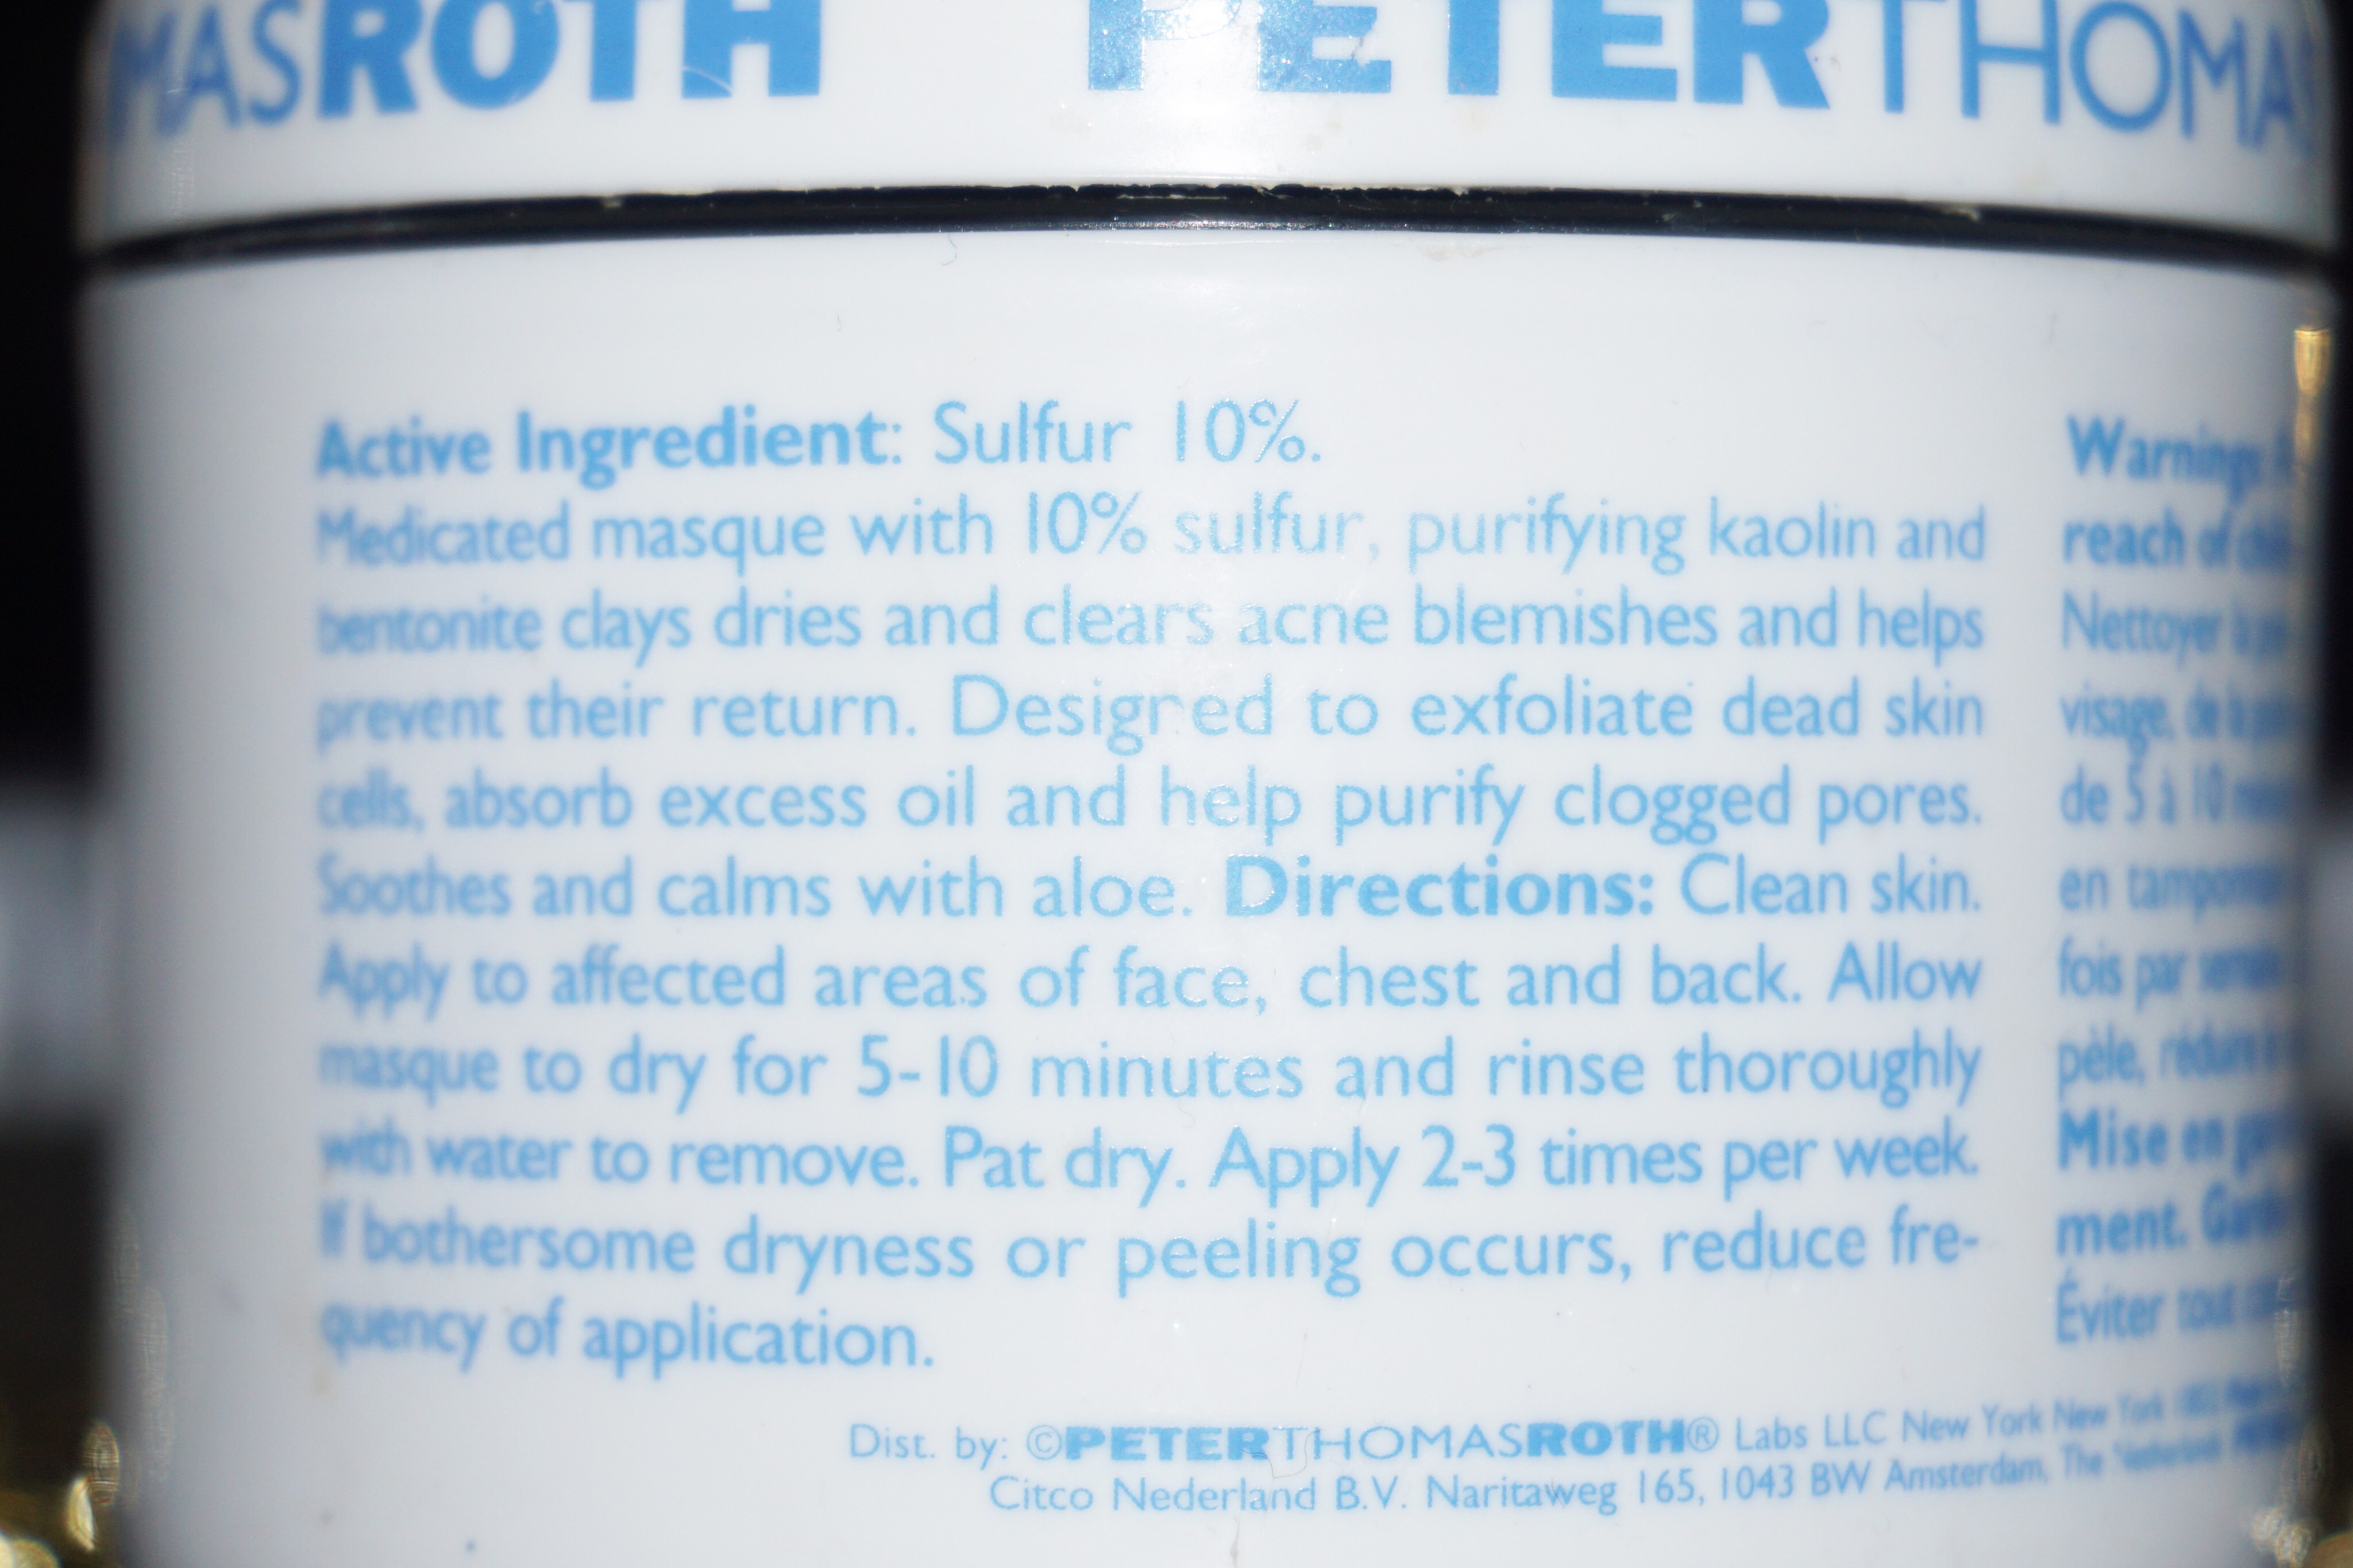 MASROTH PETERTHOMA
Active Ingredient: Sulfur 10%.
Medicated masque with 10% sulfur, purifying kaolin and
bentonite clays dries and clears acne blemishes and helps
prevent their return. Designed to exfoliate dead skin
cells, absorb excess oil and help purify clogged pores.
Soothes and calms with aloe. Directions: Clean skin.
Apply to affected areas of face, chest and back. Allow
masque to dry for 5-10 minutes and rinse thoroughly
with water to remove. Pat dry. Apply 2-3 times per week.
If bothersome dryness or peeling occurs, reduce fre-
quency of application.
Warning:
reach of
Nettoyer
visage, de
de 5 à 10
en
fois par
pèle,
Mise en
ment.
Éviter tout
Dist. by: ©PETERTHOMASROTH® Labs LLC New York New York
Citco Nederland B.V. Naritaweg 165, 1043 BW Amsterdam, The